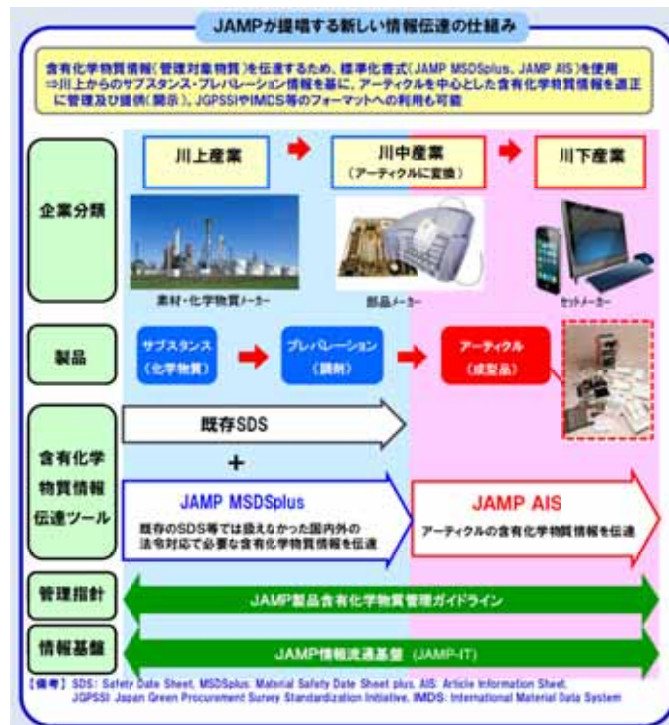 JAMPが提唱する新しい情報伝達の仕組み
含有化学物質情報(管理対象物質)を伝達するため、標準化書式(JAMP MSDSplus、JAMP AIS)を使用
⇒川上からのサブスタンス・プレパレーション情報を基に、アーティクルを中心とした含有化学物質情報を適正
に管理及び提供(開示)、JGPSSIやIMDS等のフォーマットへの利用も可能
企業分類
川上産業
川中産業
(アーティクルに変換)
川下産業
素材・化学物質メーカー
部品メーカー
セットメーカー
製品
サブスタンス
(化学物質)
プレパレーション
(調剤)
アーティクル
(成型品)
含有化学
物質情報
伝達ツール
既存SDS
+
JAMP MSDSplus
既存のSDS等では扱えなかった国内外の
法令対応で必要な含有化学物質情報を伝達
JAMP AIS
アーティクルの含有化学物質情報を伝達
管理指針
JAMP製品含有化学物質管理ガイドライン
情報基盤
JAMP情報流通基盤 (JAMP-IT)
【備考】 SDS: Safety Date Sheet, MSDSplus: Material Safety Date Sheet plus, AIS: Article Information Sheet,
JGPSSI: Japan Green Procurement Survey Standardization Initiative, IMDS: International Material Data System